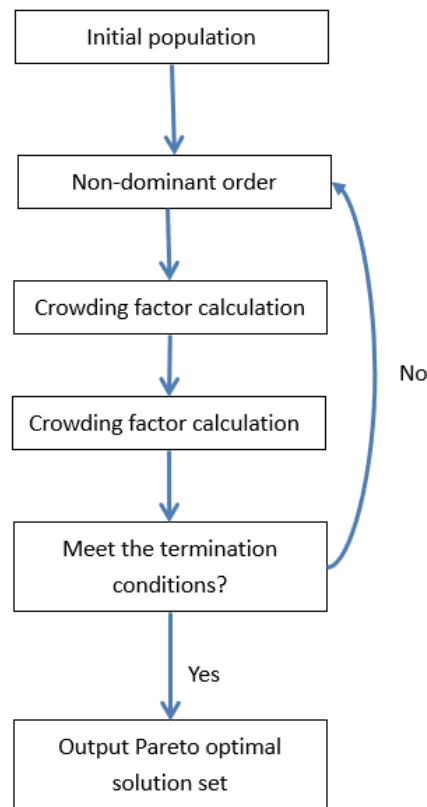 Initial population
Non-dominant order
Crowding factor calculation
Crowding factor calculation
No
Meet the termination
conditions?
Yes
Output Pareto optimal
solution set